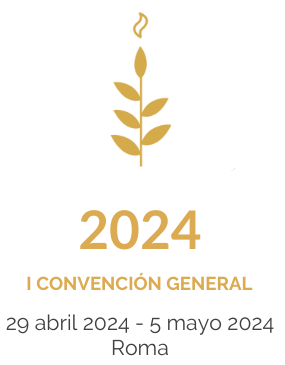 2024
I CONVENCIÓN GENERAL
29 abril 2024 - 5 mayo 2024
Roma